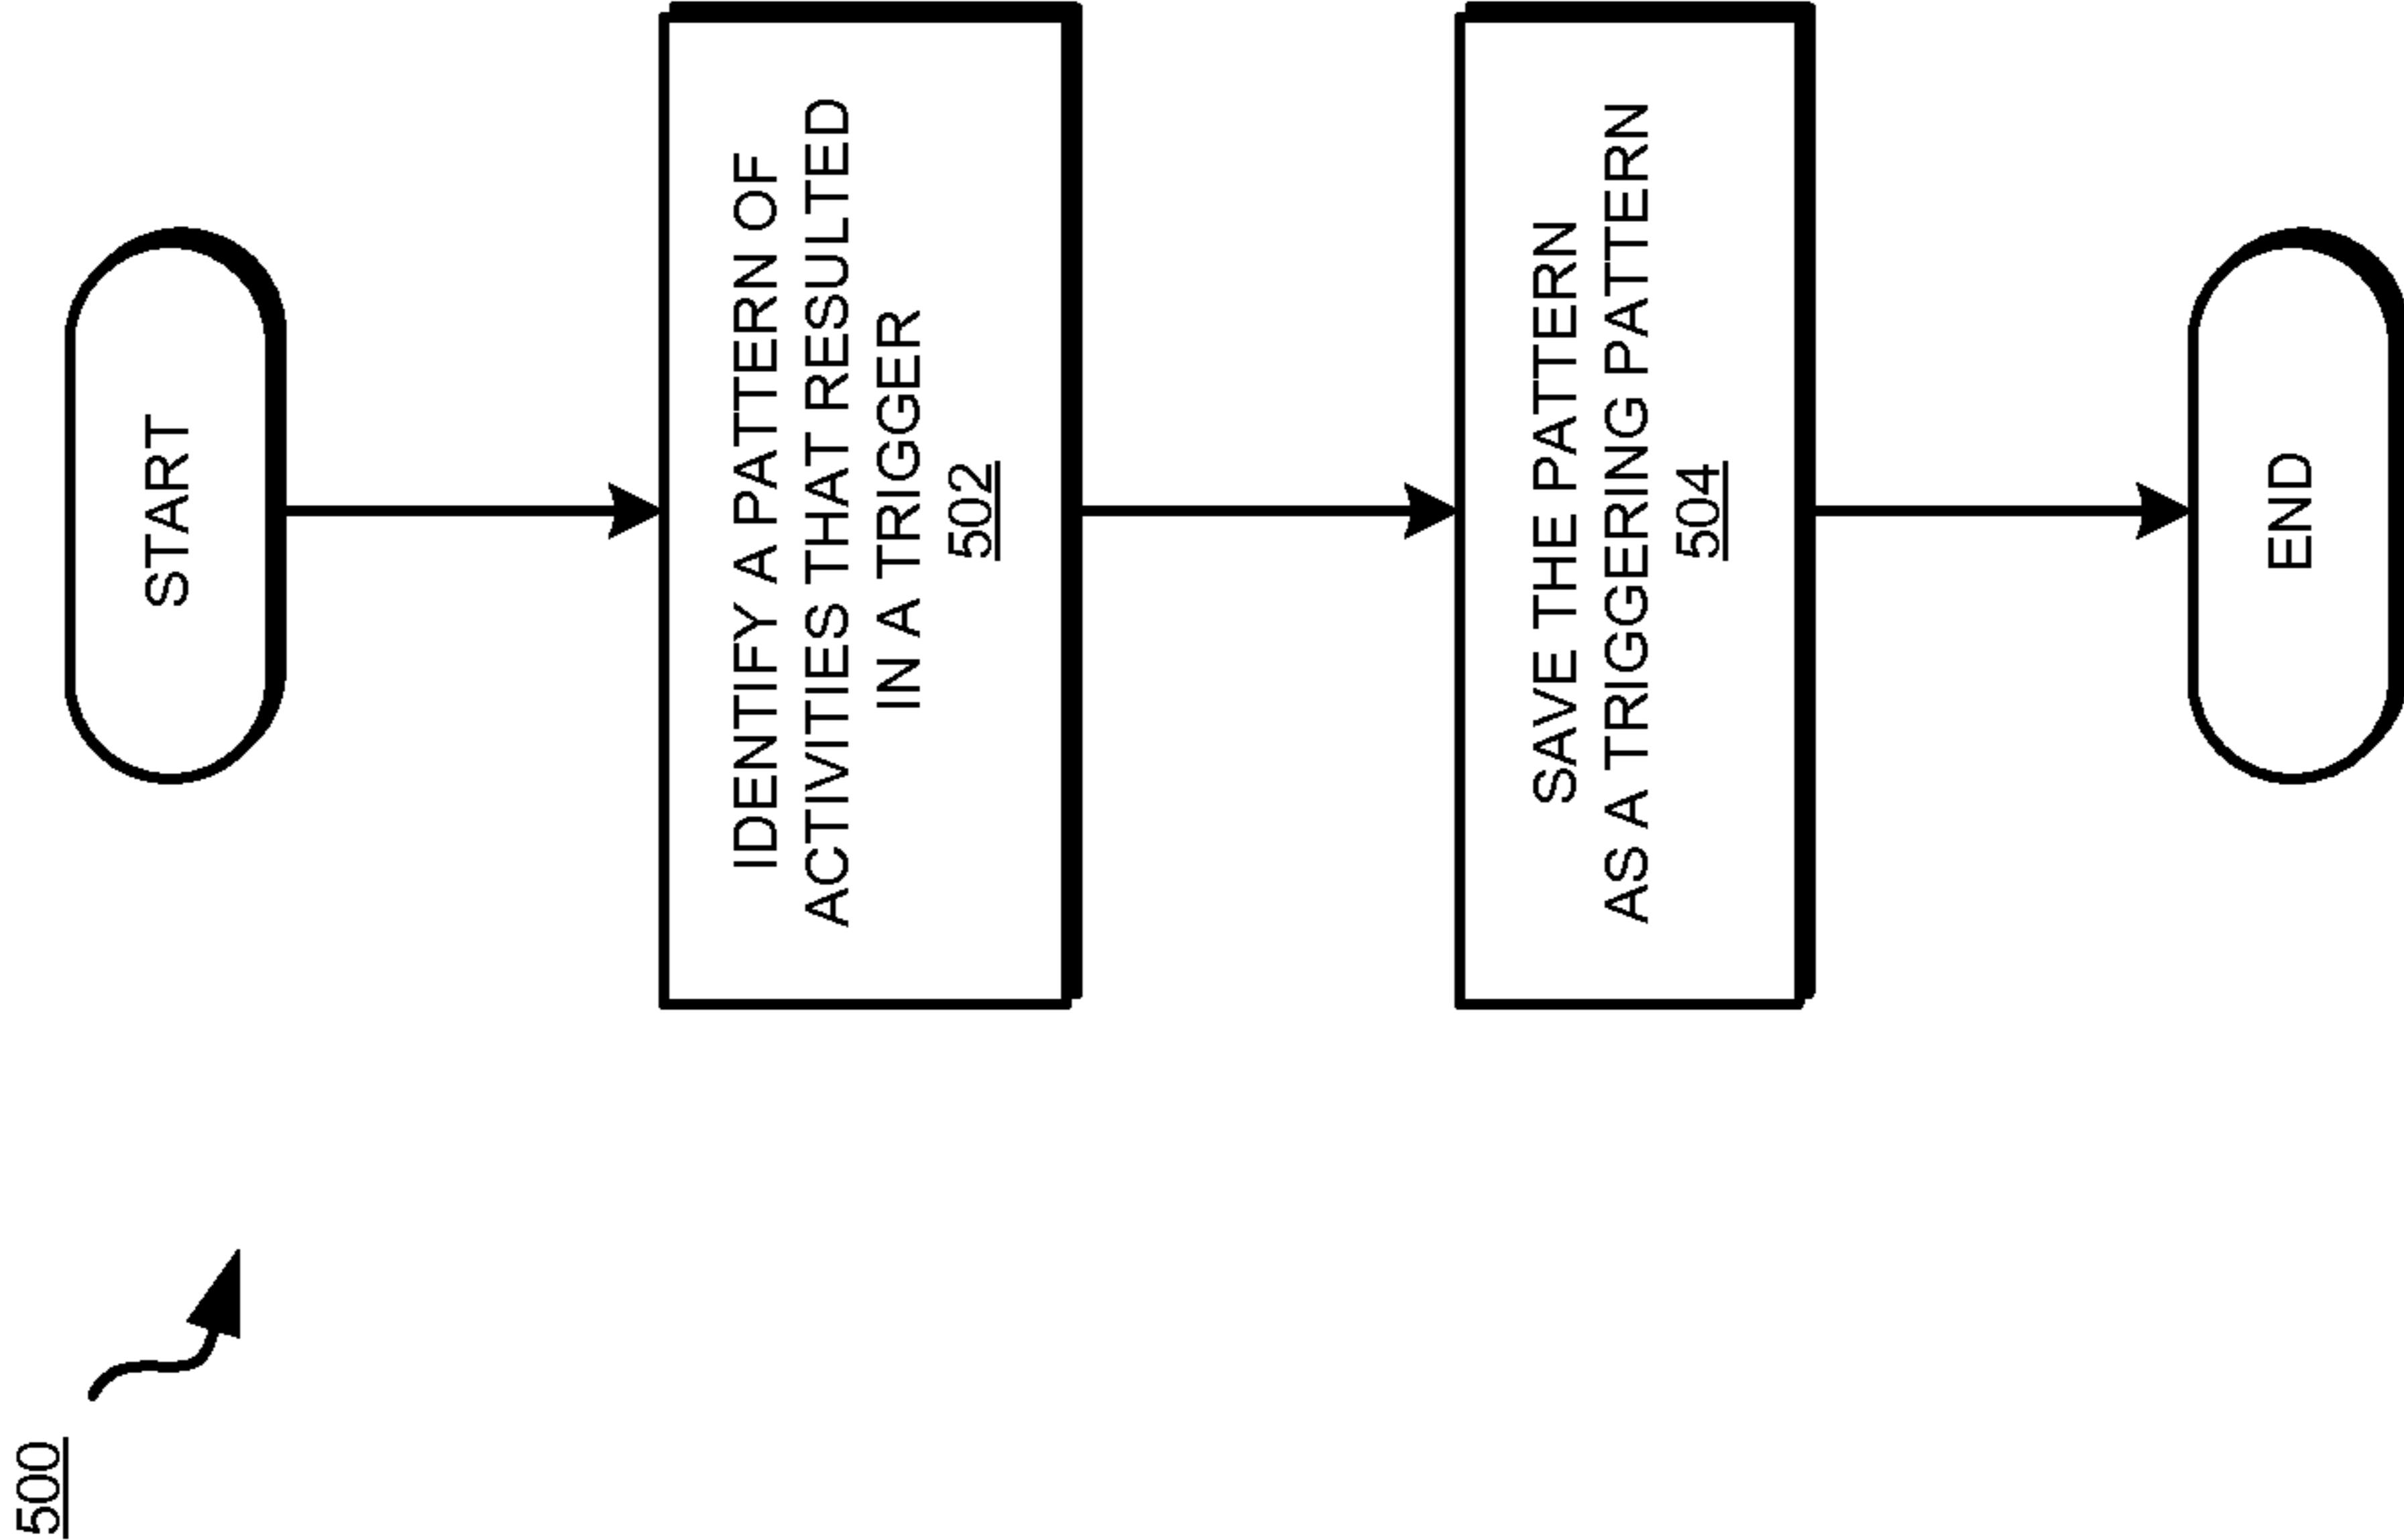 500
START
IDENTIFY A PATTERN OF
ACTIVITIES THAT RESULTED
IN A TRIGGER
502
SAVE THE PATTERN
AS A TRIGGERING PATTERN
504
END